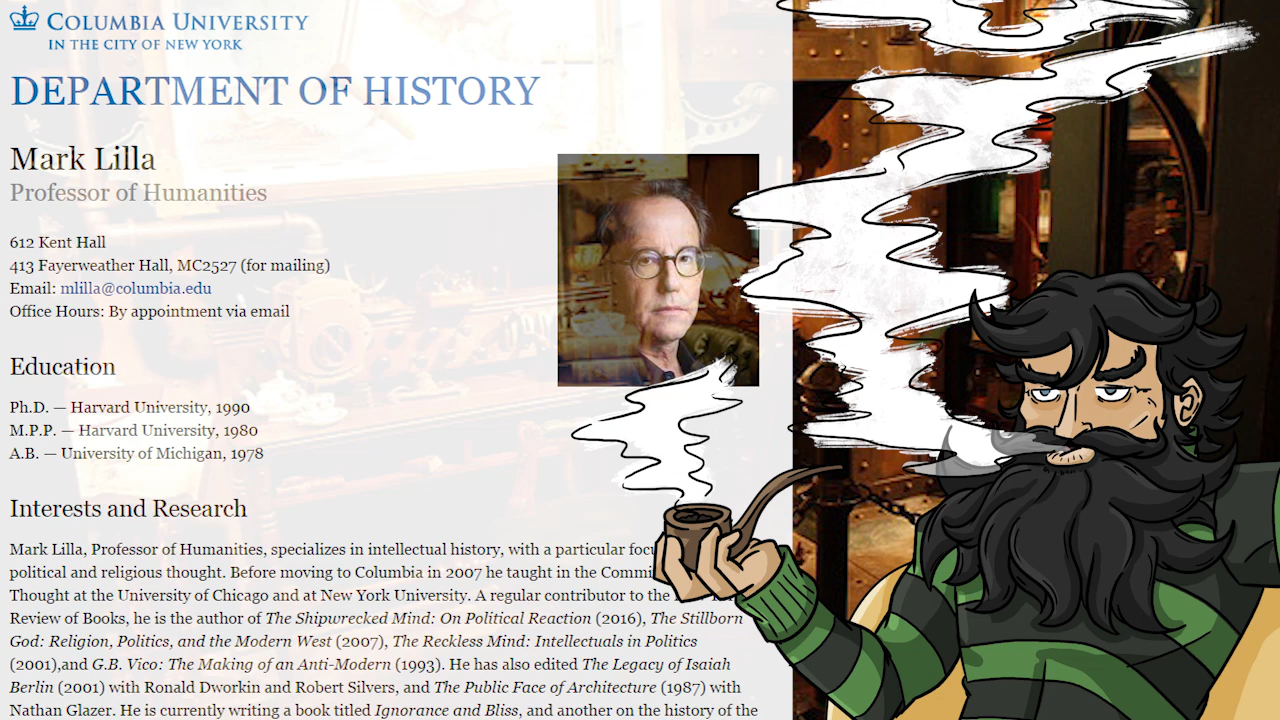 COLUMBIA UNIVERSITY
IN THE CITY OF NEW YORK
DEPARTMENT OF HISTORY
Mark Lilla
Professor of Humanities
612 Kent Hall
413 Fayerweather Hall, MC2527 (for mailing)
Email: mlilla@columbia.edu
Office Hours: By appointment via email
Education
Ph.D. — Harvard University, 1990
M.P.P. — Harvard University, 1980
A.B. — University of Michigan, 1978
Interests and Research
Mark Lilla, Professor of Humanities, specializes in intellectual history, with a particular
political and religious thought. Before moving to Columbia in 2007 he taught in the
Thought at the University of Chicago and at New York University. A regular contributor to the
Review of Books, he is the author of The Shipwrecked Mind: On Political Reaction (2016), The Stillborn
God: Religion, Politics, and the Modern West (2007), The Reckless Mind: Intellectuals in Politics
(2001),and G.B. Vico: The Making of an Anti-Modern (1993). He has also edited The Legacy of Isaiah
Berlin (2001) with Ronald Dworkin and Robert Silvers, and The Public Face of Architecture (1987) with
Nathan Glazer. He is currently writing a book titled Ignorance and Bliss, and another on the history of the